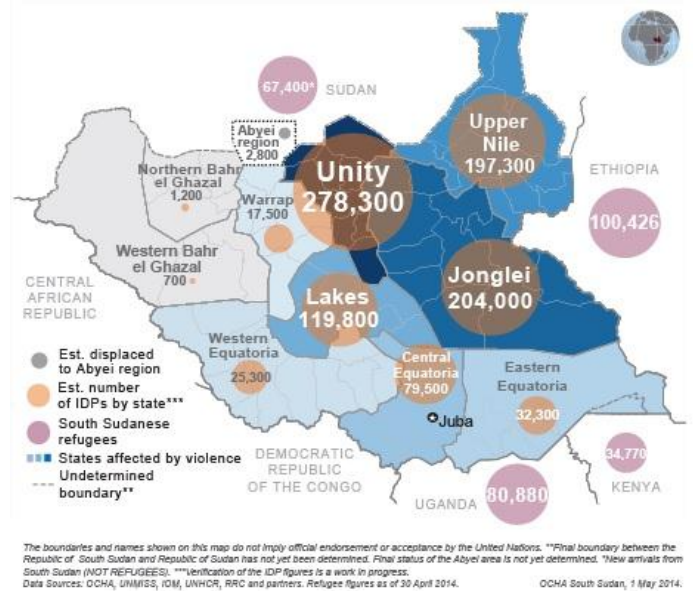 67,400*
SUDAN
Abyei
region
2,800
Upper
Nile
197,300
Northern Bahr
el Ghazal
1,200
Unity
278,300
ETHIOPIA
100,426
Warrap
17,500
Western Bahr
el Ghazal
700
Jonglei
204,000
CENTRAL
AFRICAN
REPUBLIC
Lakes
119,800
Western
Equatoria
25,300
Central
Equatoria
79,500
Eastern
Equatoria
32,300
Juba
Est. displaced
to Abyei region
Est. number
of IDPs by state***
South Sudanese
refugees
States affected by violence
Undetermined
boundary**
DEMOCRATIC
REPUBLIC
OF THE CONGO
34,770
KENYA
80,880
UGANDA
The boundaries and names shown on this map do not imply official endorsement or acceptance by the United Nations. **Final boundary between the
Republic of South Sudan and Republic of Sudan has not yet been determined. Final status of the Abyei area is not yet determined. *New arrivals from
South Sudan (NOT REFUGEES). ***Verification of the IDP figures is a work in progress.
Data Sources: OCHA, UNMISS, IOM, UNHCR, RRC and partners. Refugee figures as of 30 April 2014.
OCHA South Sudan, 1 May 2014.